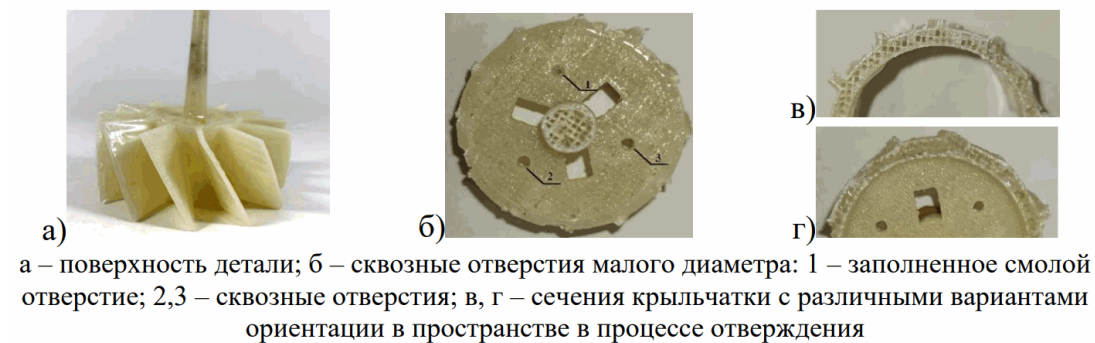 1
2
3
а)
б)
в)
г)
а – поверхность детали; б – сквозные отверстия малого диаметра: 1 – заполненное смолой
отверстие; 2,3 – сквозные отверстия; в, г – сечения крыльчатки с различными вариантами
ориентации в пространстве в процессе отверждения